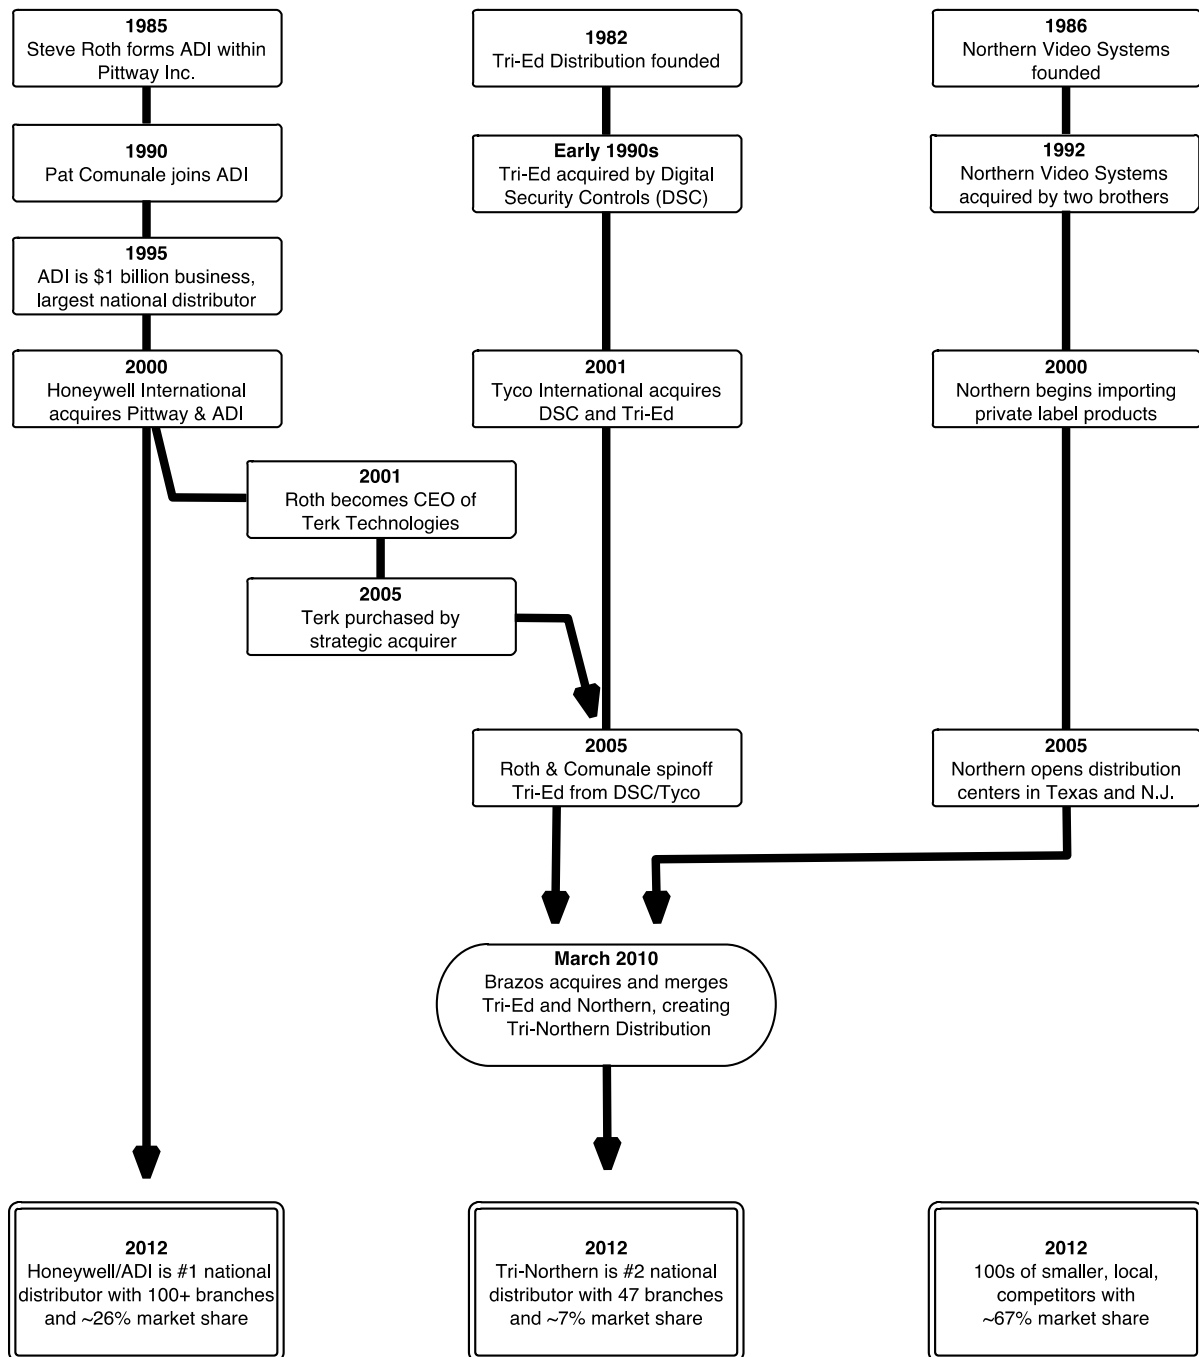 1985
Steve Roth forms ADI within
Pittway Inc.
1982
Tri-Ed Distribution founded
1986
Northern Video Systems
founded
1990
Pat Comunale joins ADI
Early 1990s
Tri-Ed acquired by Digital
Security Controls (DSC)
1992
Northern Video Systems
acquired by two brothers
1995
ADI is $1 billion business,
largest national distributor
2000
Honeywell International
acquires Pittway & ADI
2001
Tyco International acquires
DSC and Tri-Ed
2000
Northern begins importing
private label products
2001
Roth becomes CEO of
Terk Technologies
2005
Terk purchased by
strategic acquirer
2005
Roth & Comunale spinoff
Tri-Ed from DSC/Tyco
2005
Northern opens distribution
centers in Texas and N.J.
March 2010
Brazos acquires and merges
Tri-Ed and Northern, creating
Tri-Northern Distribution
2012
Honeywell/ADI is #1 national
distributor with 100+ branches
and ~26% market share
2012
Tri-Northern is #2 national
distributor with 47 branches
and ~7% market share
2012
100s of smaller, local,
competitors with
~67% market share